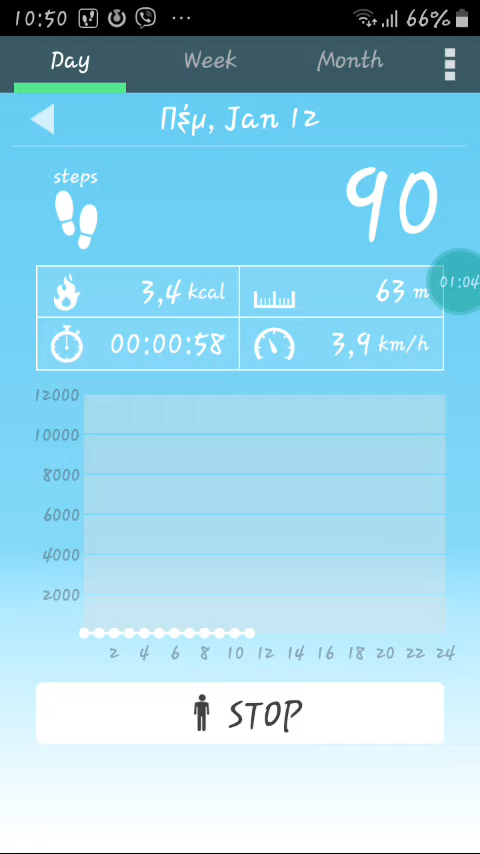 10:50 ... 66%
Day Week Month
Πέμ, Jan 12
steps
90
3,4 kcal 63 m
01:04
00:00:58 3,9 km/h
12000
10000
8000
6000
4000
2000
2 4 6 8 10 12 14 16 18 20 22 24
STOP